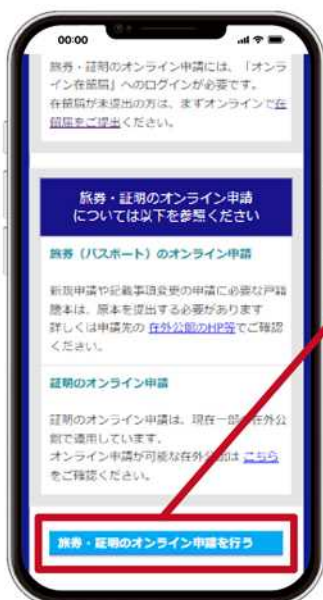 00:00
旅券・証明のオンライン申請には、「オンラ
イン在留届」へのログインが必要です。
在留届が未提出の方は、まずオンラインで在
留届をご提出ください。
旅券・証明のオンライン申請
については以下を参照ください
旅券（パスポート）のオンライン申請
新規申請や記載事項変更の申請に必要な戸籍
謄本は、原本を提出する必要があります
詳しくは申請先の 在外公館のHP等でご確認
ください。
証明のオンライン申請
証明のオンライン申請は、現在一部の在外公
館で運用しています。
オンライン申請が可能な在外公館は こちら
をご確認ください。
旅券・証明のオンライン申請を行う